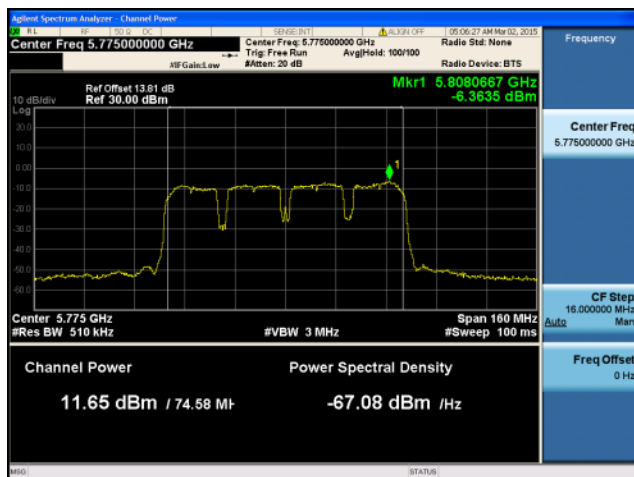 Agilent Spectrum Analyzer - Channel Power
RL RF 50 Ω DC SENSE:INT ALIGN OFF 05:06:27 AM Mar 02, 2015
Center Freq 5.775000000 GHz
Center Freq: 5.775000000 GHz
Radio Std: None
Trig: Free Run Avg|Hold: 100/100
#IFGain:Low
#Atten: 20 dB
Radio Device: BTS
Ref Offset 13.81 dB
Mkr1 5.8080667 GHz
10 dB/div Ref 30.00 dBm
-6.3635 dBm
Log
20.0
10.0
0.00
-10.0
-20.0
-30.0
-40.0
-50.0
-60.0
1
Center 5.775 GHz
Span 160 MHz
#Res BW 510 kHz
#VBW 3 MHz
#Sweep 100 ms
Channel Power
Power Spectral Density
11.65 dBm / 74.58 MH
-67.08 dBm /Hz
MSG STATUS
Frequency
Center Freq
5.775000000 GHz
CF Step
16.000000 MHz
Auto Man
Freq Offset
0 Hz